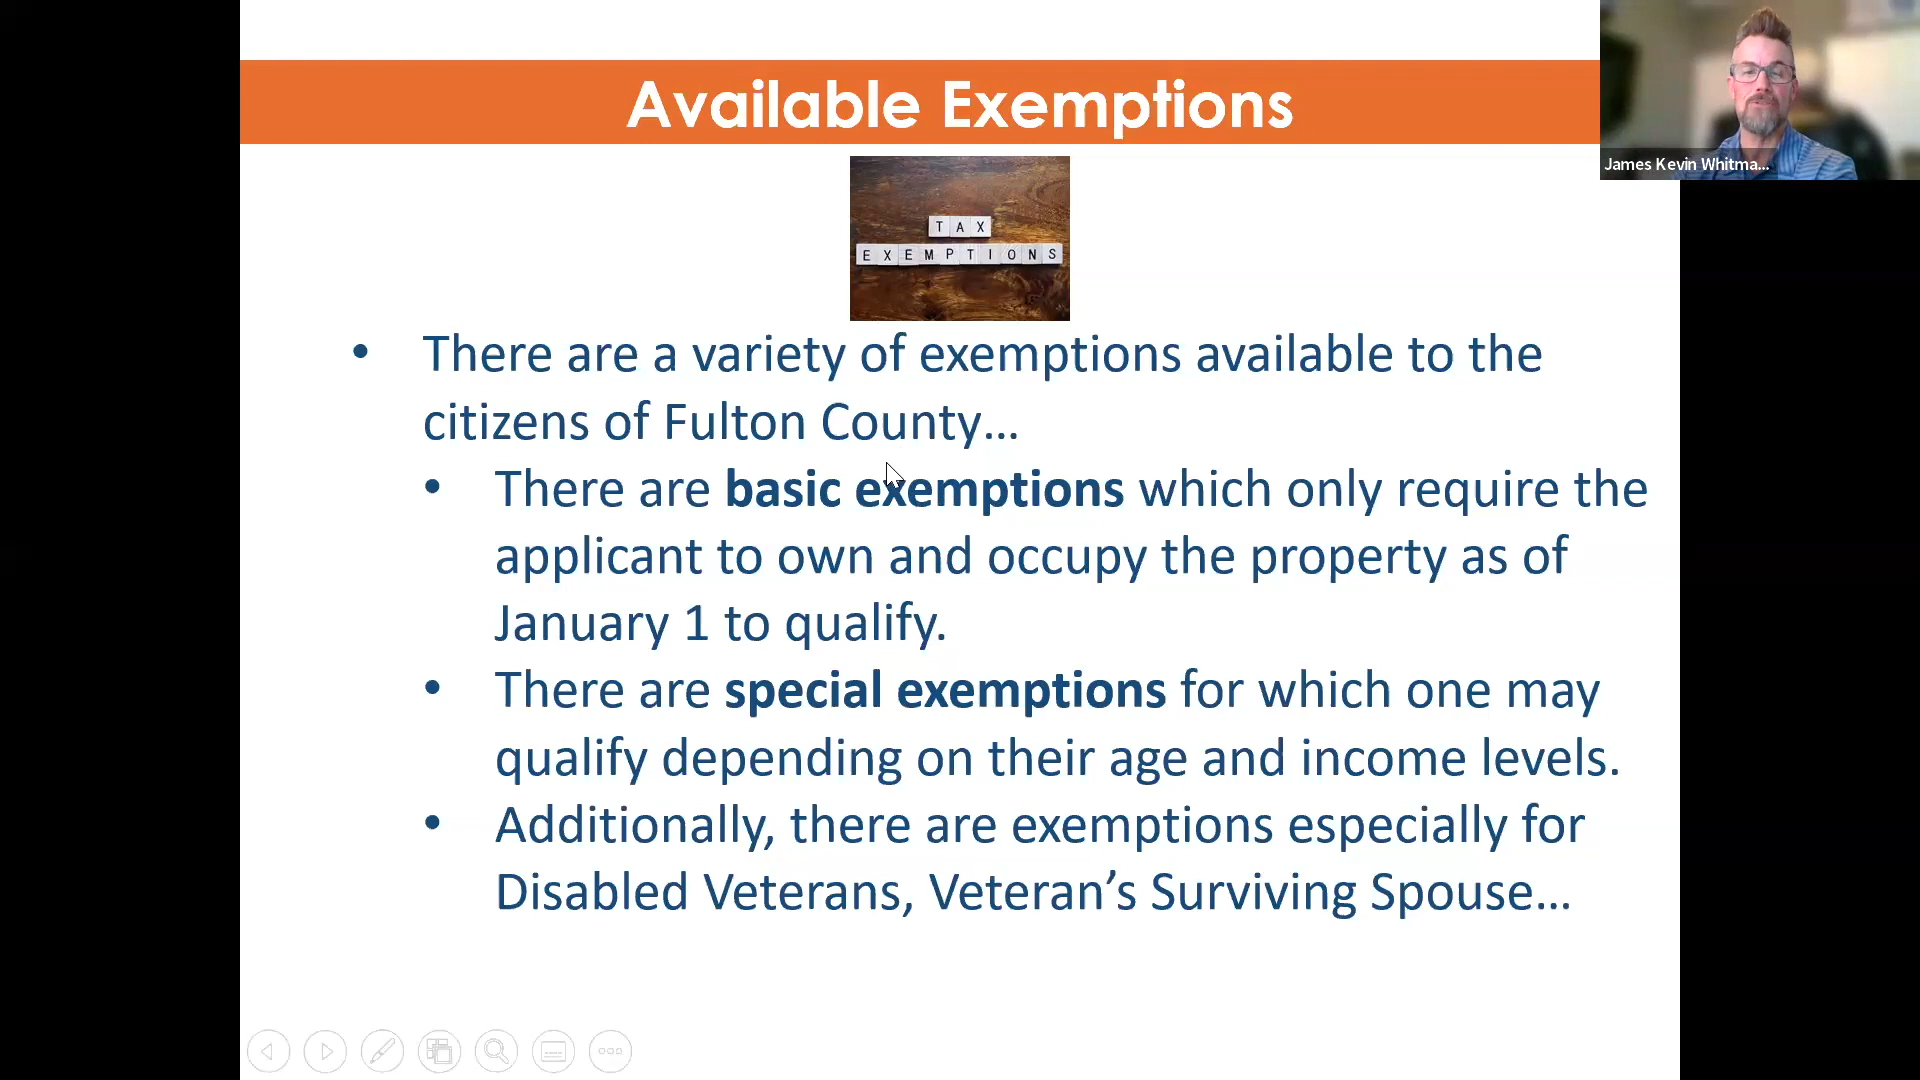 Available Exemptions
James Kevin Whitma...
TAX
EXEMPTIONS
• There are a variety of exemptions available to the
citizens of Fulton County...
• There are basic exemptions which only require the
applicant to own and occupy the property as of
January 1 to qualify.
• There are special exemptions for which one may
qualify depending on their age and income levels.
• Additionally, there are exemptions especially for
Disabled Veterans, Veteran’s Surviving Spouse...